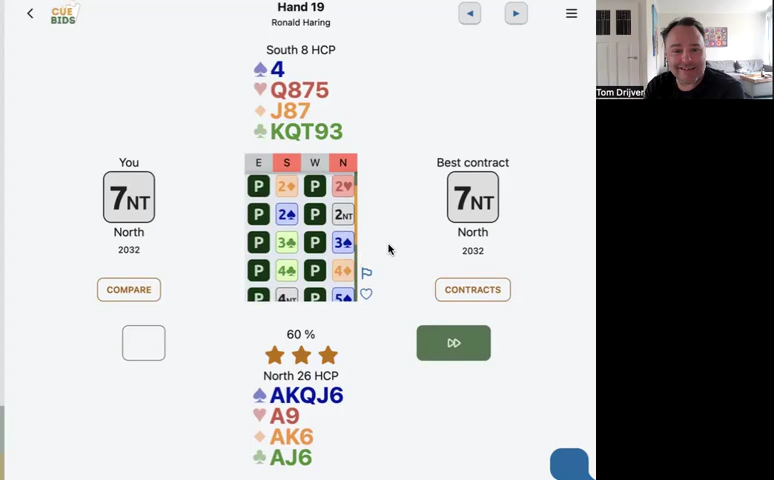 CUE
BIDS
Hand 19
Ronald Haring
South 8 HCP
♠ 4
♥ Q875
♦ J87
♣ KQT93
You
7NT
North
2032
COMPARE
E S W N
P 2♦ P 2♥
P 2♠ P 2NT
P 3♣ P 3♠
P 4♣ P 4♦
P 4NT P 5♠
Best contract
7NT
North
2032
CONTRACTS
60 %
North 26 HCP
♠ AKQJ6
♥ A9
♦ AK6
♣ AJ6
Tom Drijver